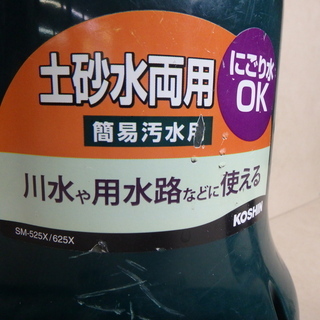 にごり水
OK
土砂水両用
簡易汚水用
川水や用水路などに使える
KOSHIN
SM-525X/625X